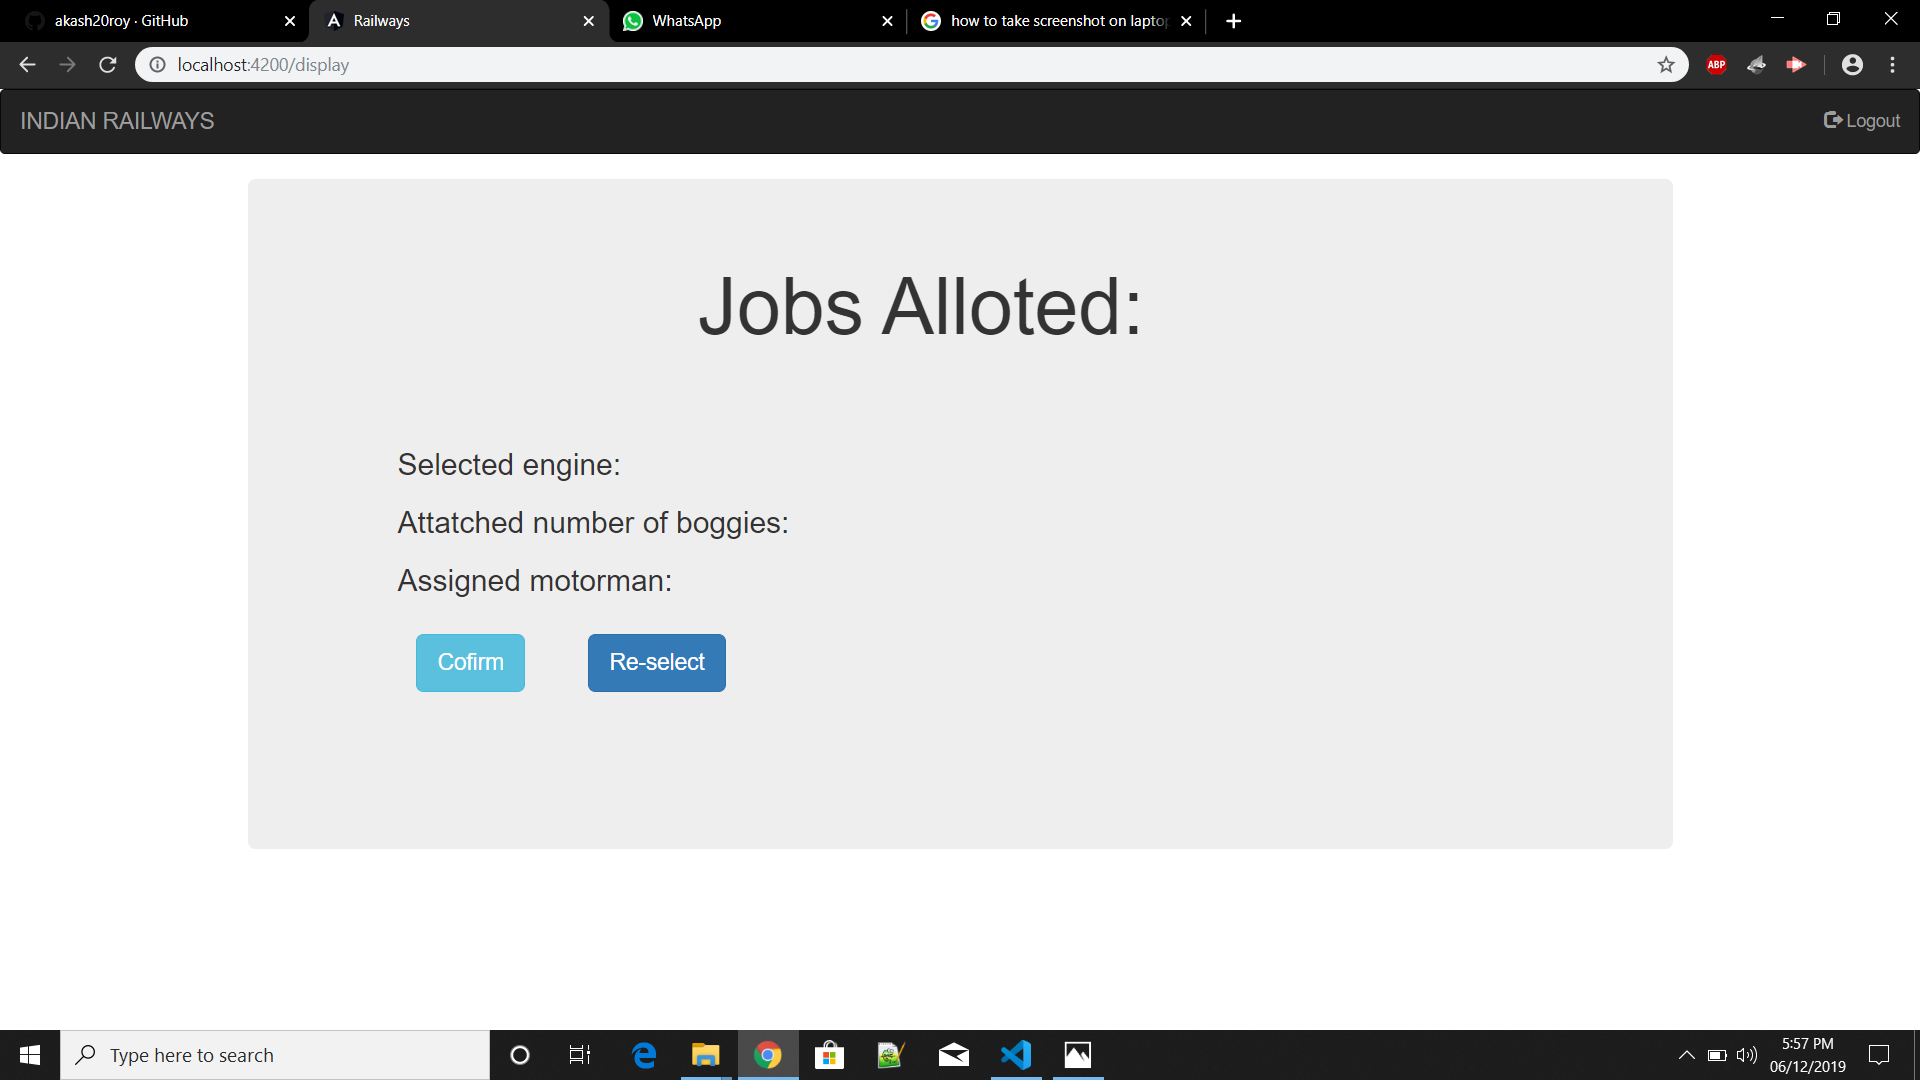 akash20roy · GitHub
Railways
WhatsApp
how to take screenshot on laptop
localhost:4200/display
ABP
INDIAN RAILWAYS
Logout
Jobs Alloted:
Selected engine:
Attatched number of boggies:
Assigned motorman:
Cofirm
Re-select
Type here to search
5:57 PM
06/12/2019